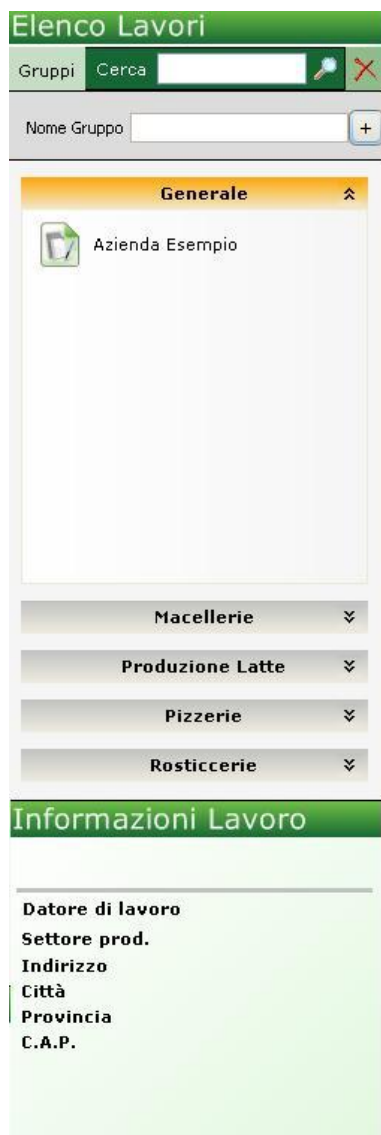 Elenco Lavori
Gruppi Cerca
Nome Gruppo +
Generale
Azienda Esempio
Macellerie
Produzione Latte
Pizzerie
Rosticcerie
Informazioni Lavoro
Datore di lavoro
Settore prod.
Indirizzo
Città
Provincia
C.A.P.